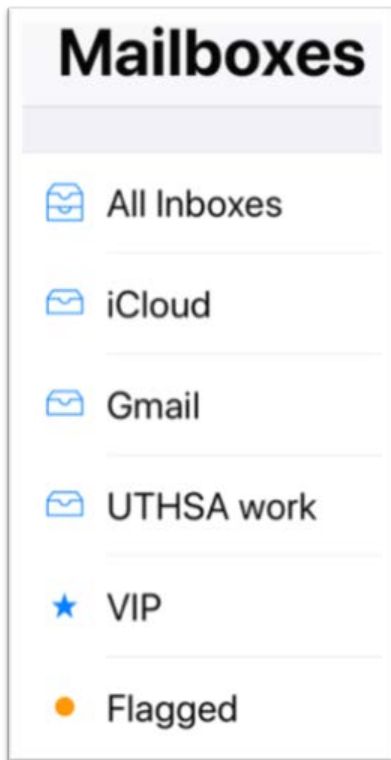 Mailboxes
All Inboxes
iCloud
Gmail
UTHSA work
VIP
Flagged